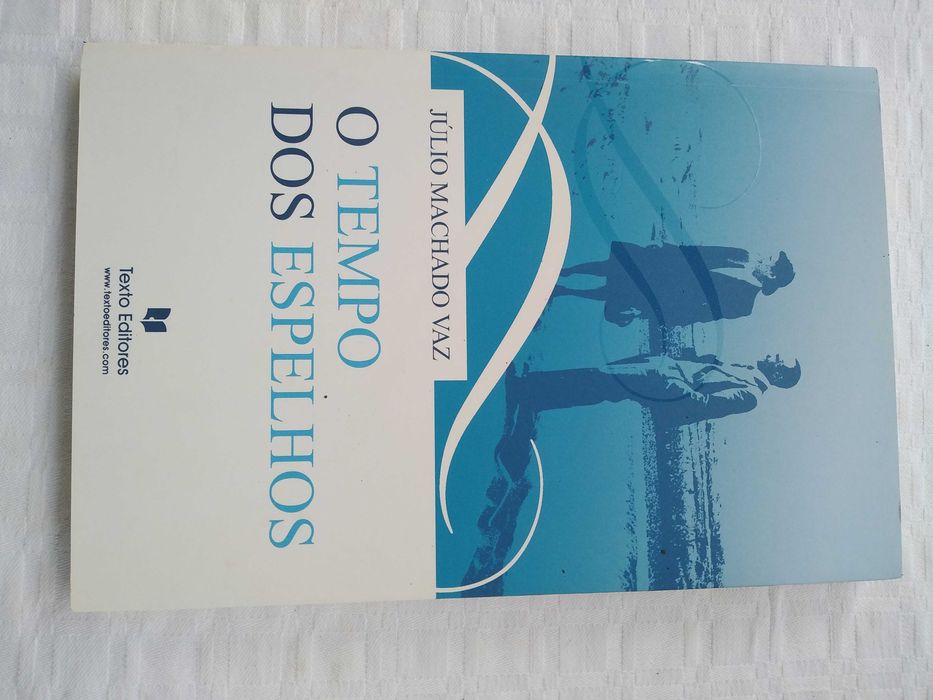 JÚLIO MACHADO VAZ
O TEMPO
DOS ESPELHOS
Texto Editores
www.textoeditores.com